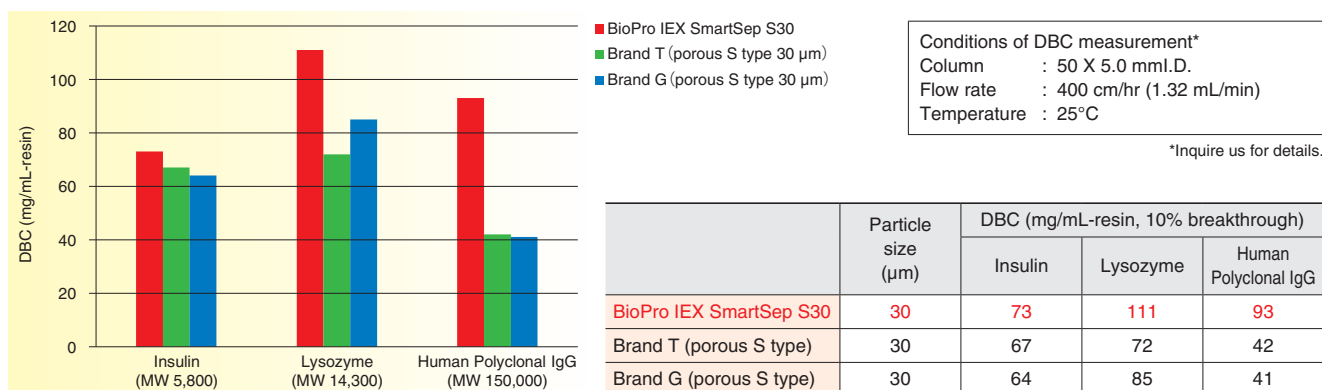 120
100
80
60
40
20
0
DBC (mg/mL-resin)
Insulin
(MW 5,800)
Lysozyme
(MW 14,300)
Human Polyclonal IgG
(MW 150,000)
BioPro IEX SmartSep S30
Brand T (porous S type 30 µm)
Brand G (porous S type 30 µm)
Conditions of DBC measurement*
Column : 50 X 5.0 mmI.D.
Flow rate : 400 cm/hr (1.32 mL/min)
Temperature : 25°C
*Inquire us for details.
Particle size (µm) DBC (mg/mL-resin, 10% breakthrough)
Insulin Lysozyme Human Polyclonal IgG
BioPro IEX SmartSep S30 30 73 111 93
Brand T (porous S type) 30 67 72 42
Brand G (porous S type) 30 64 85 41